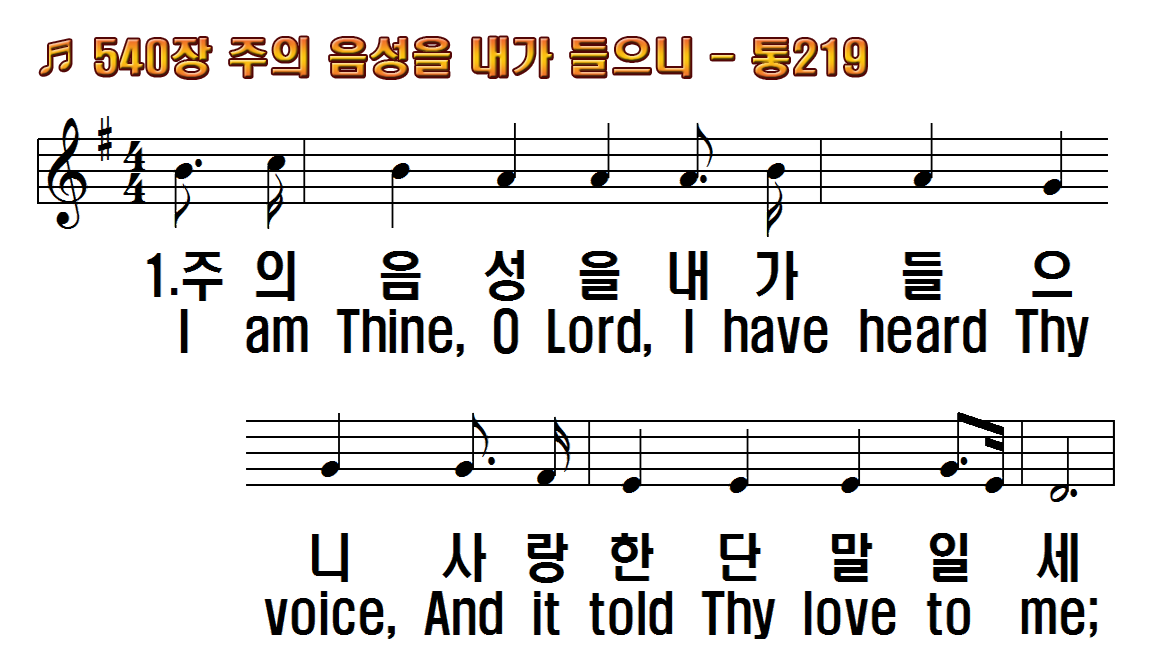 ♬ 540장 주의 음성을 내가 들으니 - 통219
1.주 의 음 성 을 내 가 들 으
I am Thine, O Lord, I have heard Thy
니 사 랑 한 단 말 일 세
voice, And it told Thy love to me;